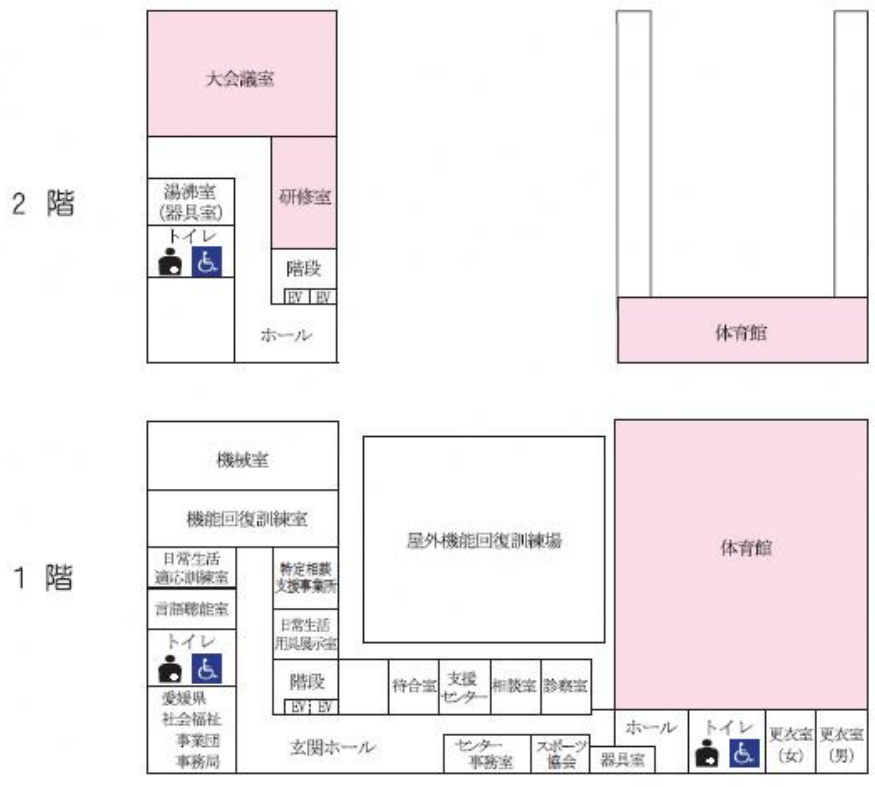 2 階
大会議室
研修室
湯沸室
(器具室)
トイレ
階段
EV EV
ホール
体育館
1 階
機械室
機能回復訓練室
日常生活
適応訓練室
言語聴能室
トイレ
愛媛県
社会福祉
事業団
事務局
特定相談
支援事業所
日常生活
用具展示室
階段
EV EV
玄関ホール
屋外機能回復訓練場
待合室
支援
センター
相談室
診察室
センター
事務室
スポーツ
協会
器具室
体育館
ホール
トイレ
更衣室
(女)
更衣室
(男)